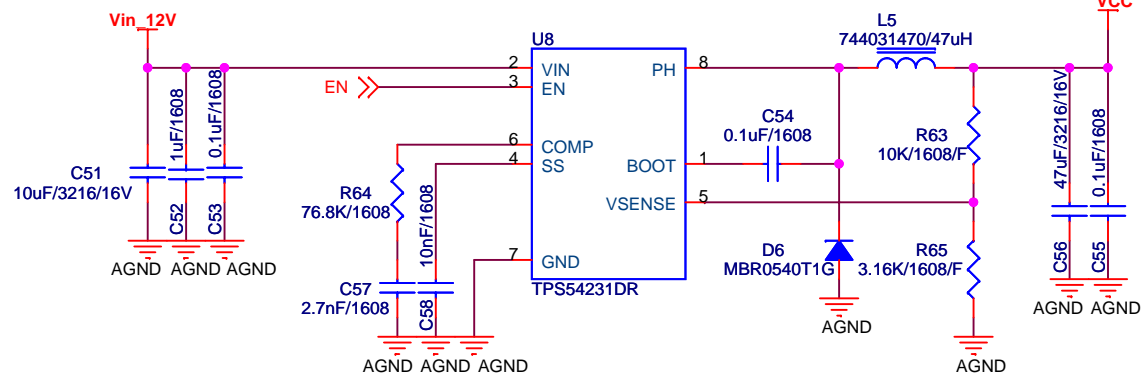 Vin_12V
VCC
L5
744031470/47uH
U8
2
VIN
PH
8
EN
3
EN
1uF/1608
0.1uF/1608
C51
10uF/3216/16V
C52
C53
6
COMP
4
SS
R64
76.8K/1608
10nF/1608
C54
0.1uF/1608
BOOT
1
VSENSE
5
R63
10K/1608/F
47uF/3216/16V
0.1uF/1608
7
GND
TPS54231DR
D6
MBR0540T1G
R65
3.16K/1608/F
C56
C55
C57
2.7nF/1608
C58
AGND
AGND
AGND
AGND
AGND
AGND
AGND
AGND
AGND
AGND